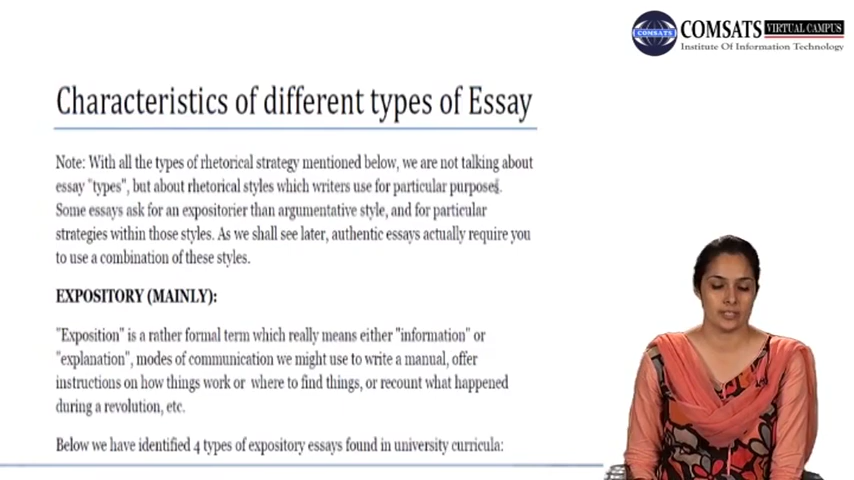 COMSATS VIRTUAL CAMPUS
COMSATS
Institute Of Information Technology
Characteristics of different types of Essay
Note: With all the types of rhetorical strategy mentioned below, we are not talking about
essay "types", but about rhetorical styles which writers use for particular purposes.
Some essays ask for an expositorier than argumentative style, and for particular
strategies within those styles. As we shall see later, authentic essays actually require you
to use a combination of these styles.
EXPOSITORY (MAINLY):
"Exposition" is a rather formal term which really means either "information" or
"explanation", modes of communication we might use to write a manual, offer
instructions on how things work or where to find things, or recount what happened
during a revolution, etc.
Below we have identified 4 types of expository essays found in university curricula: